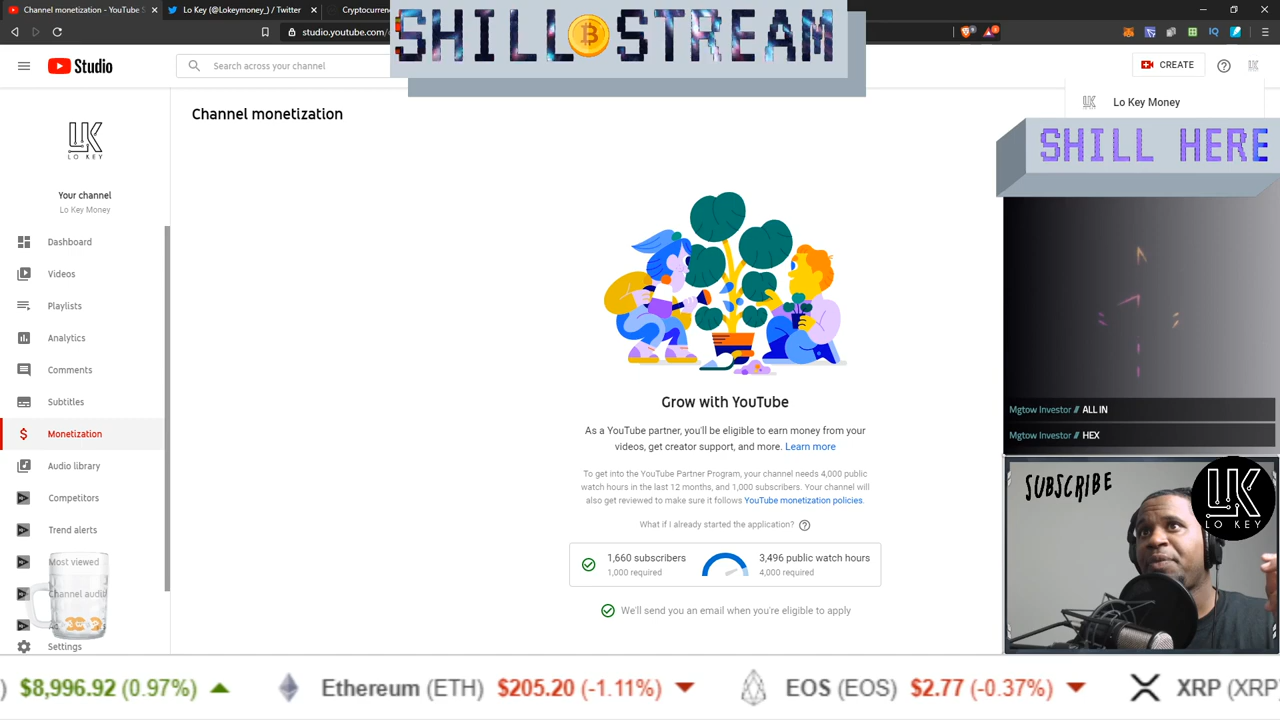 Channel monetization - YouTube S
Lo Key (@Lokeymoney_) / Twitter
Cryptocurren
studio.youtube.com/
SHILL STREAM
Studio
Search across your channel
CREATE
Channel monetization
Lo Key Money
SHILL HERE
LO KEY
Your channel
Lo Key Money
Dashboard
Videos
Playlists
Analytics
Comments
Subtitles
Monetization
Audio library
Competitors
Trend alerts
Most viewed
Channel audit
Settings
Grow with YouTube
As a YouTube partner, you'll be eligible to earn money from your
videos, get creator support, and more. Learn more
To get into the YouTube Partner Program, your channel needs 4,000 public
watch hours in the last 12 months, and 1,000 subscribers. Your channel will
also get reviewed to make sure it follows YouTube monetization policies.
What if I already started the application?
1,660 subscribers
1,000 required
3,496 public watch hours
4,000 required
We'll send you an email when you're eligible to apply
Mgtow Investor // ALL IN
Mgtow Investor // HEX
SUBSCRIBE
LK
LO KEY
) $8,996.92 (0.97%)
Ethereum (ETH) $205.20 (-1.11%)
EOS (EOS) $2.77 (-0.37%)
XRP (XRP)